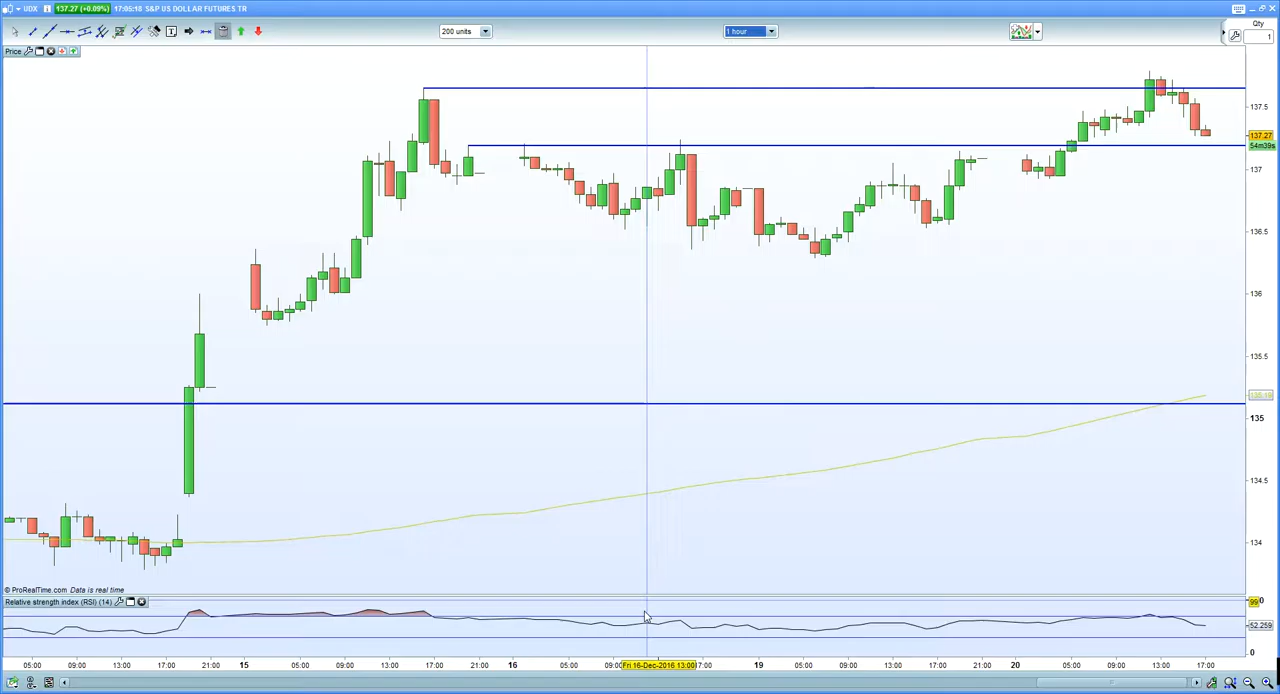 UDX 137.27 (+0.09%) 17:05:18 S&P US DOLLAR FUTURES TR
200 units
1 hour
Qty
1
Price
137.5
137.27
54m39s
137
136.5
136
135.5
135.19
135
134.5
134
© ProRealTime.com Data is real time
Relative strength index (RSI) (14)
52.259
0
05:00 09:00 13:00 17:00 21:00 15 05:00 09:00 13:00 17:00 21:00 16 05:00 Fri 16-Dec-2016 13:00 17:00 21:00 19 05:00 09:00 13:00 17:00 21:00 20 05:00 09:00 13:00 17:00